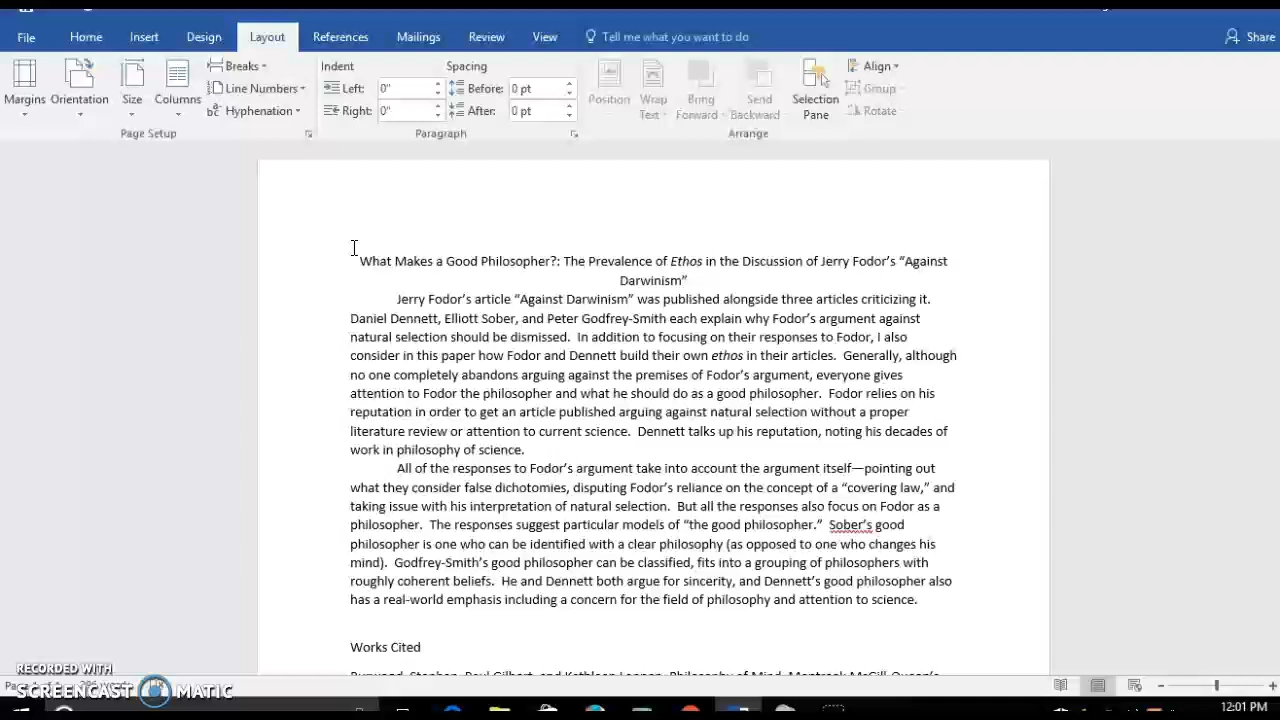 File Home Insert Design Layout References Mailings Review View Tell me what you want to do Share
Breaks Indent Spacing Align
Line Numbers Left: 0" Before: 0 pt Group
Margins Orientation Size Columns Position Wrap Bring Send Selection
Hyphenation Right: 0" After: 0 pt Text Forward Backward Pane Rotate
Page Setup Paragraph Arrange
What Makes a Good Philosopher?: The Prevalence of Ethos in the Discussion of Jerry Fodor's “Against
Darwinism”
Jerry Fodor's article “Against Darwinism” was published alongside three articles criticizing it.
Daniel Dennett, Elliott Sober, and Peter Godfrey-Smith each explain why Fodor's argument against
natural selection should be dismissed. In addition to focusing on their responses to Fodor, I also
consider in this paper how Fodor and Dennett build their own ethos in their articles. Generally, although
no one completely abandons arguing against the premises of Fodor's argument, everyone gives
attention to Fodor the philosopher and what he should do as a good philosopher. Fodor relies on his
reputation in order to get an article published arguing against natural selection without a proper
literature review or attention to current science. Dennett talks up his reputation, noting his decades of
work in philosophy of science.
All of the responses to Fodor's argument take into account the argument itself—pointing out
what they consider false dichotomies, disputing Fodor's reliance on the concept of a “covering law,” and
taking issue with his interpretation of natural selection. But all the responses also focus on Fodor as a
philosopher. The responses suggest particular models of “the good philosopher.” Sober's good
philosopher is one who can be identified with a clear philosophy (as opposed to one who changes his
mind). Godfrey-Smith's good philosopher can be classified, fits into a grouping of philosophers with
roughly coherent beliefs. He and Dennett both argue for sincerity, and Dennett's good philosopher also
has a real-world emphasis including a concern for the field of philosophy and attention to science.
Works Cited
RECORDED WITH
SCREENCAST MATIC
12:01 PM